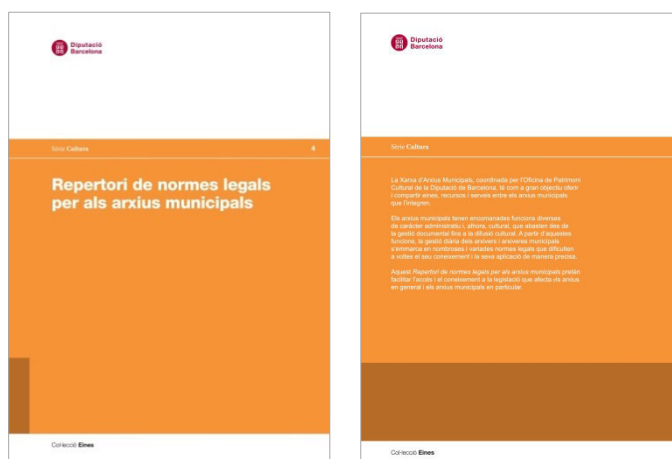 Diputació
Barcelona
Sèrie Cultura
4
Repertori de normes legals
per als arxius municipals
Col·lecció Eines
Diputació
Barcelona
Sèrie Cultura
La Xarxa d'Arxius Municipals, coordinada per l'Oficina de Patrimoni
Cultural de la Diputació de Barcelona, té com a gran objectiu oferir
i compartir eines, recursos i serveis entre els arxius municipals
que l'integren.
Els arxius municipals tenen encomanades funcions diverses
de caràcter administratiu i, alhora, cultural, que abasten des de
la gestió documental fins a la difusió cultural. A partir d'aquestes
funcions, la gestió diària dels arxivers i arxiveres municipals
s'emmarca en nombroses i variades normes legals que dificulten
a voltes el seu coneixement i la seva aplicació de manera precisa.
Aquest Repertori de normes legals per als arxius municipals pretén
facilitar l'accés i el coneixement a la legislació que afecta els arxius
en general i els arxius municipals en particular.
Col·lecció Eines